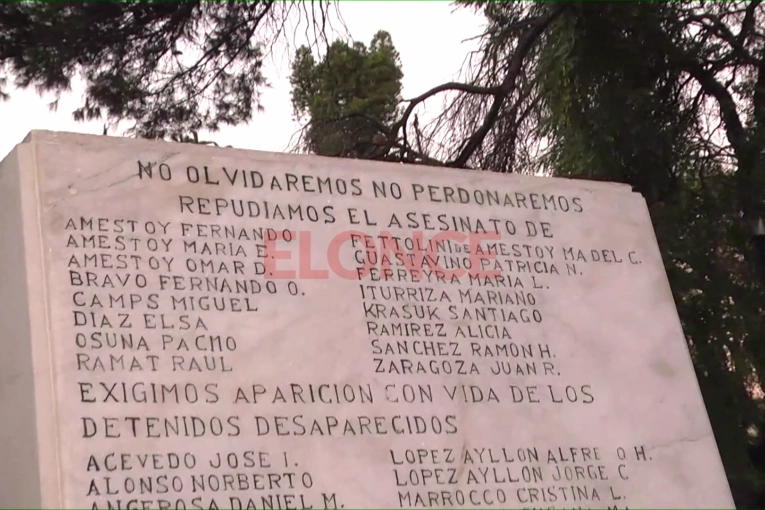 NO OLVIDAREMOS NO PERDONAREMOS
REPUDIAMOS EL ASESINATO DE
AMESTOY FERNANDO
AMESTOY MARIA E.
AMESTOY OMAR D.
BRAVO FERNANDO O.
CAMPS MIGUEL
DIAZ ELSA
OSUNA PACHO
RAMAT RAUL
FETTOLINI DE AMESTOY MA DEL C.
GUASTAVINO PATRICIA N.
FERREYRA MARIA L.
ITURRIZA MARIANO
KRASUK SANTIAGO
RAMIREZ ALICIA
SANCHEZ RAMON H.
ZARAGOZA JUAN R.
ELONCE
EXIGIMOS APARICION CON VIDA DE LOS
DETENIDOS DESAPARECIDOS
ACEVEDO JOSE I.
ALONSO NORBERTO
ANGEROSA DANIEL M.
LOPEZ AYLLON ALFRE O H.
LOPEZ AYLLON JORGE C
MARROCCO CRISTINA L.